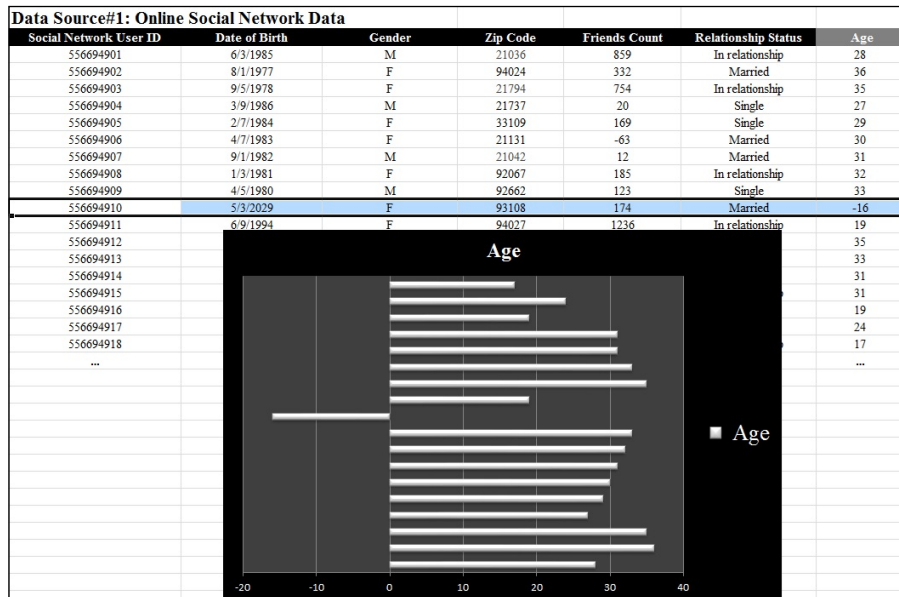 Data Source#1: Online Social Network Data
Social Network User ID Date of Birth Gender Zip Code Friends Count Relationship Status Age
556694901 6/3/1985 M 21036 859 In relationship 28
556694902 8/1/1977 F 94024 332 Married 36
556694903 9/5/1978 F 21794 754 In relationship 35
556694904 3/9/1986 M 21737 20 Single 27
556694905 2/7/1984 F 33109 169 Single 29
556694906 4/7/1983 F 21131 -63 Married 30
556694907 9/1/1982 M 21042 12 Married 31
556694908 1/3/1981 F 92067 185 In relationship 32
556694909 4/5/1980 M 92662 123 Single 33
556694910 5/3/2029 F 93108 174 Married -16
556694911 6/9/1994 F 94027 1236 In relationship 19
556694912 35
556694913 33
556694914 31
556694915 31
556694916 19
556694917 24
556694918 17
... ...
Age
Age
-20 -10 0 10 20 30 40